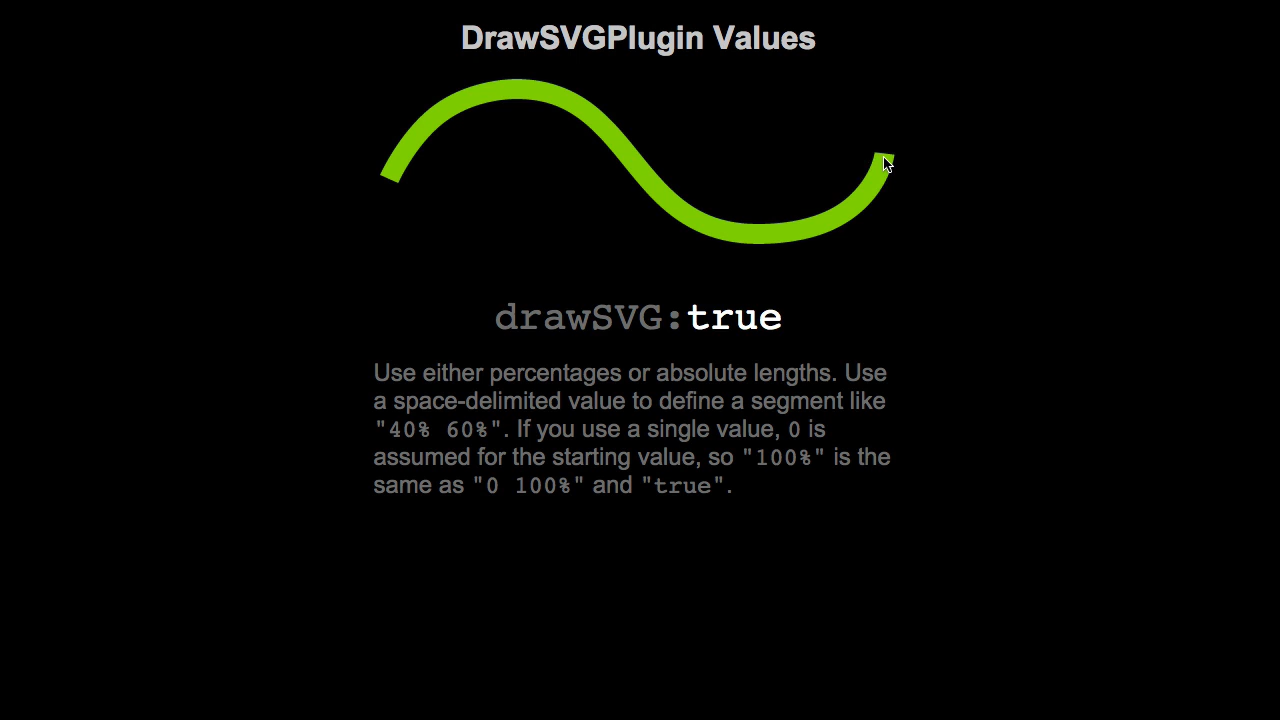 DrawSVGPlugin Values
drawSVG:true
Use either percentages or absolute lengths. Use
a space-delimited value to define a segment like
"40% 60%". If you use a single value, 0 is
assumed for the starting value, so "100%" is the
same as "0 100%" and "true".